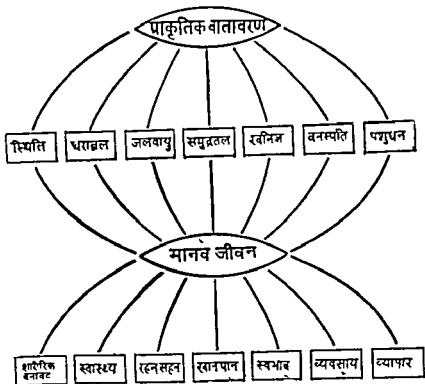 प्राकृतिक वातावरण
स्थिति
धरातल
जलवायु
समुद्रतल
खनिज
वनस्पति
पशुधन
मानव जीवन
शारीरिक
बनावट
स्वास्थ्य
रहनसहन
खानपान
स्वभाव
व्यवसाय
व्यापार